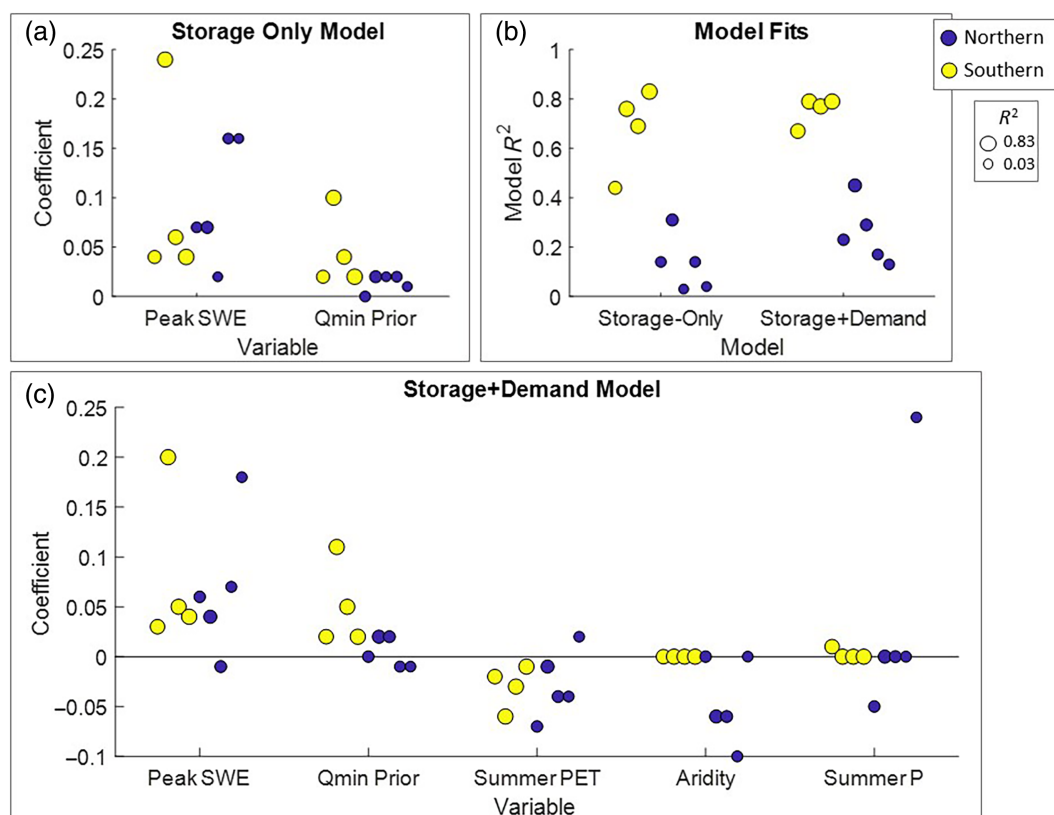 (a) Storage Only Model
0.25
0.2
0.15
0.1
0.05
0
Coefficient
Peak SWE Qmin Prior
Variable
(b) Model Fits
1
0.8
0.6
0.4
0.2
0
Model R²
Storage-Only Storage+Demand
Model
Northern
Southern
R²
0.83
0.03
(c) Storage+Demand Model
0.25
0.2
0.15
0.1
0.05
0
−0.05
−0.1
Coefficient
Peak SWE Qmin Prior Summer PET Aridity Summer P
Variable